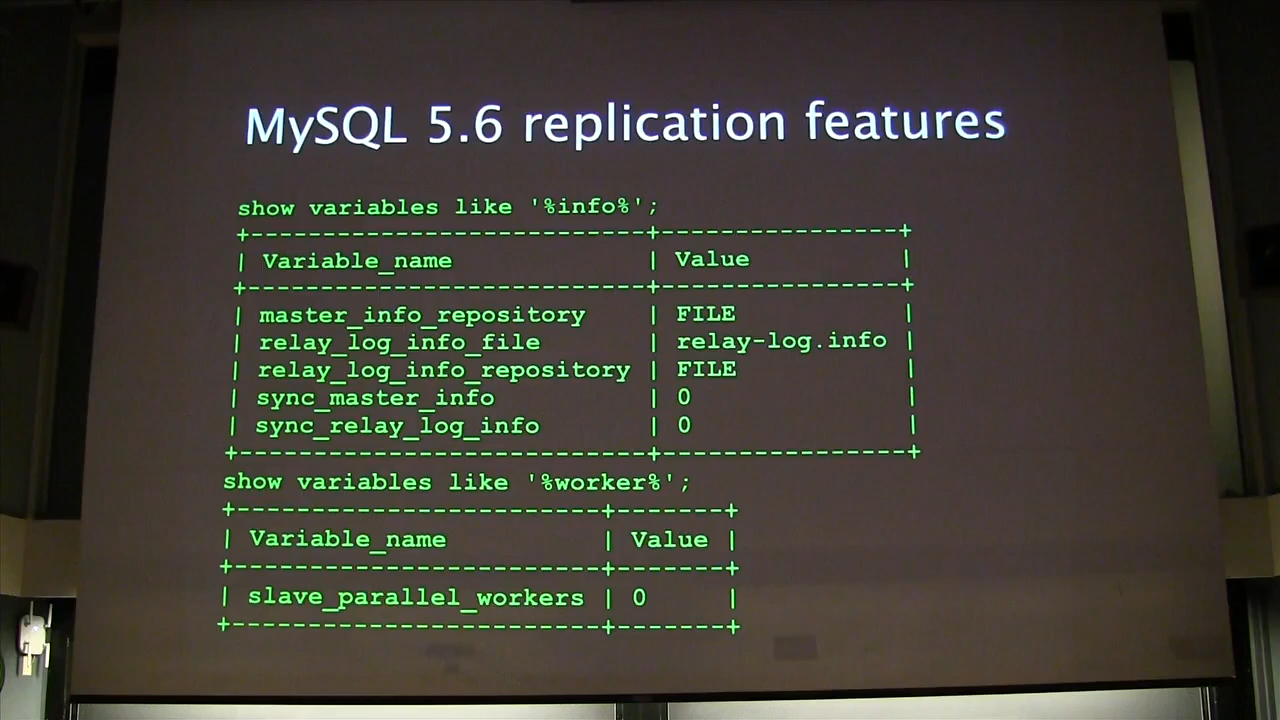 MySQL 5.6 replication features
show variables like '%info%';
+---------------------------+----------------+
| Variable_name | Value |
+---------------------------+----------------+
| master_info_repository | FILE |
| relay_log_info_file | relay-log.info |
| relay_log_info_repository | FILE |
| sync_master_info | 0 |
| sync_relay_log_info | 0 |
+---------------------------+----------------+
show variables like '%worker%';
+------------------------+-------+
| Variable_name | Value |
+------------------------+-------+
| slave_parallel_workers | 0 |
+------------------------+-------+